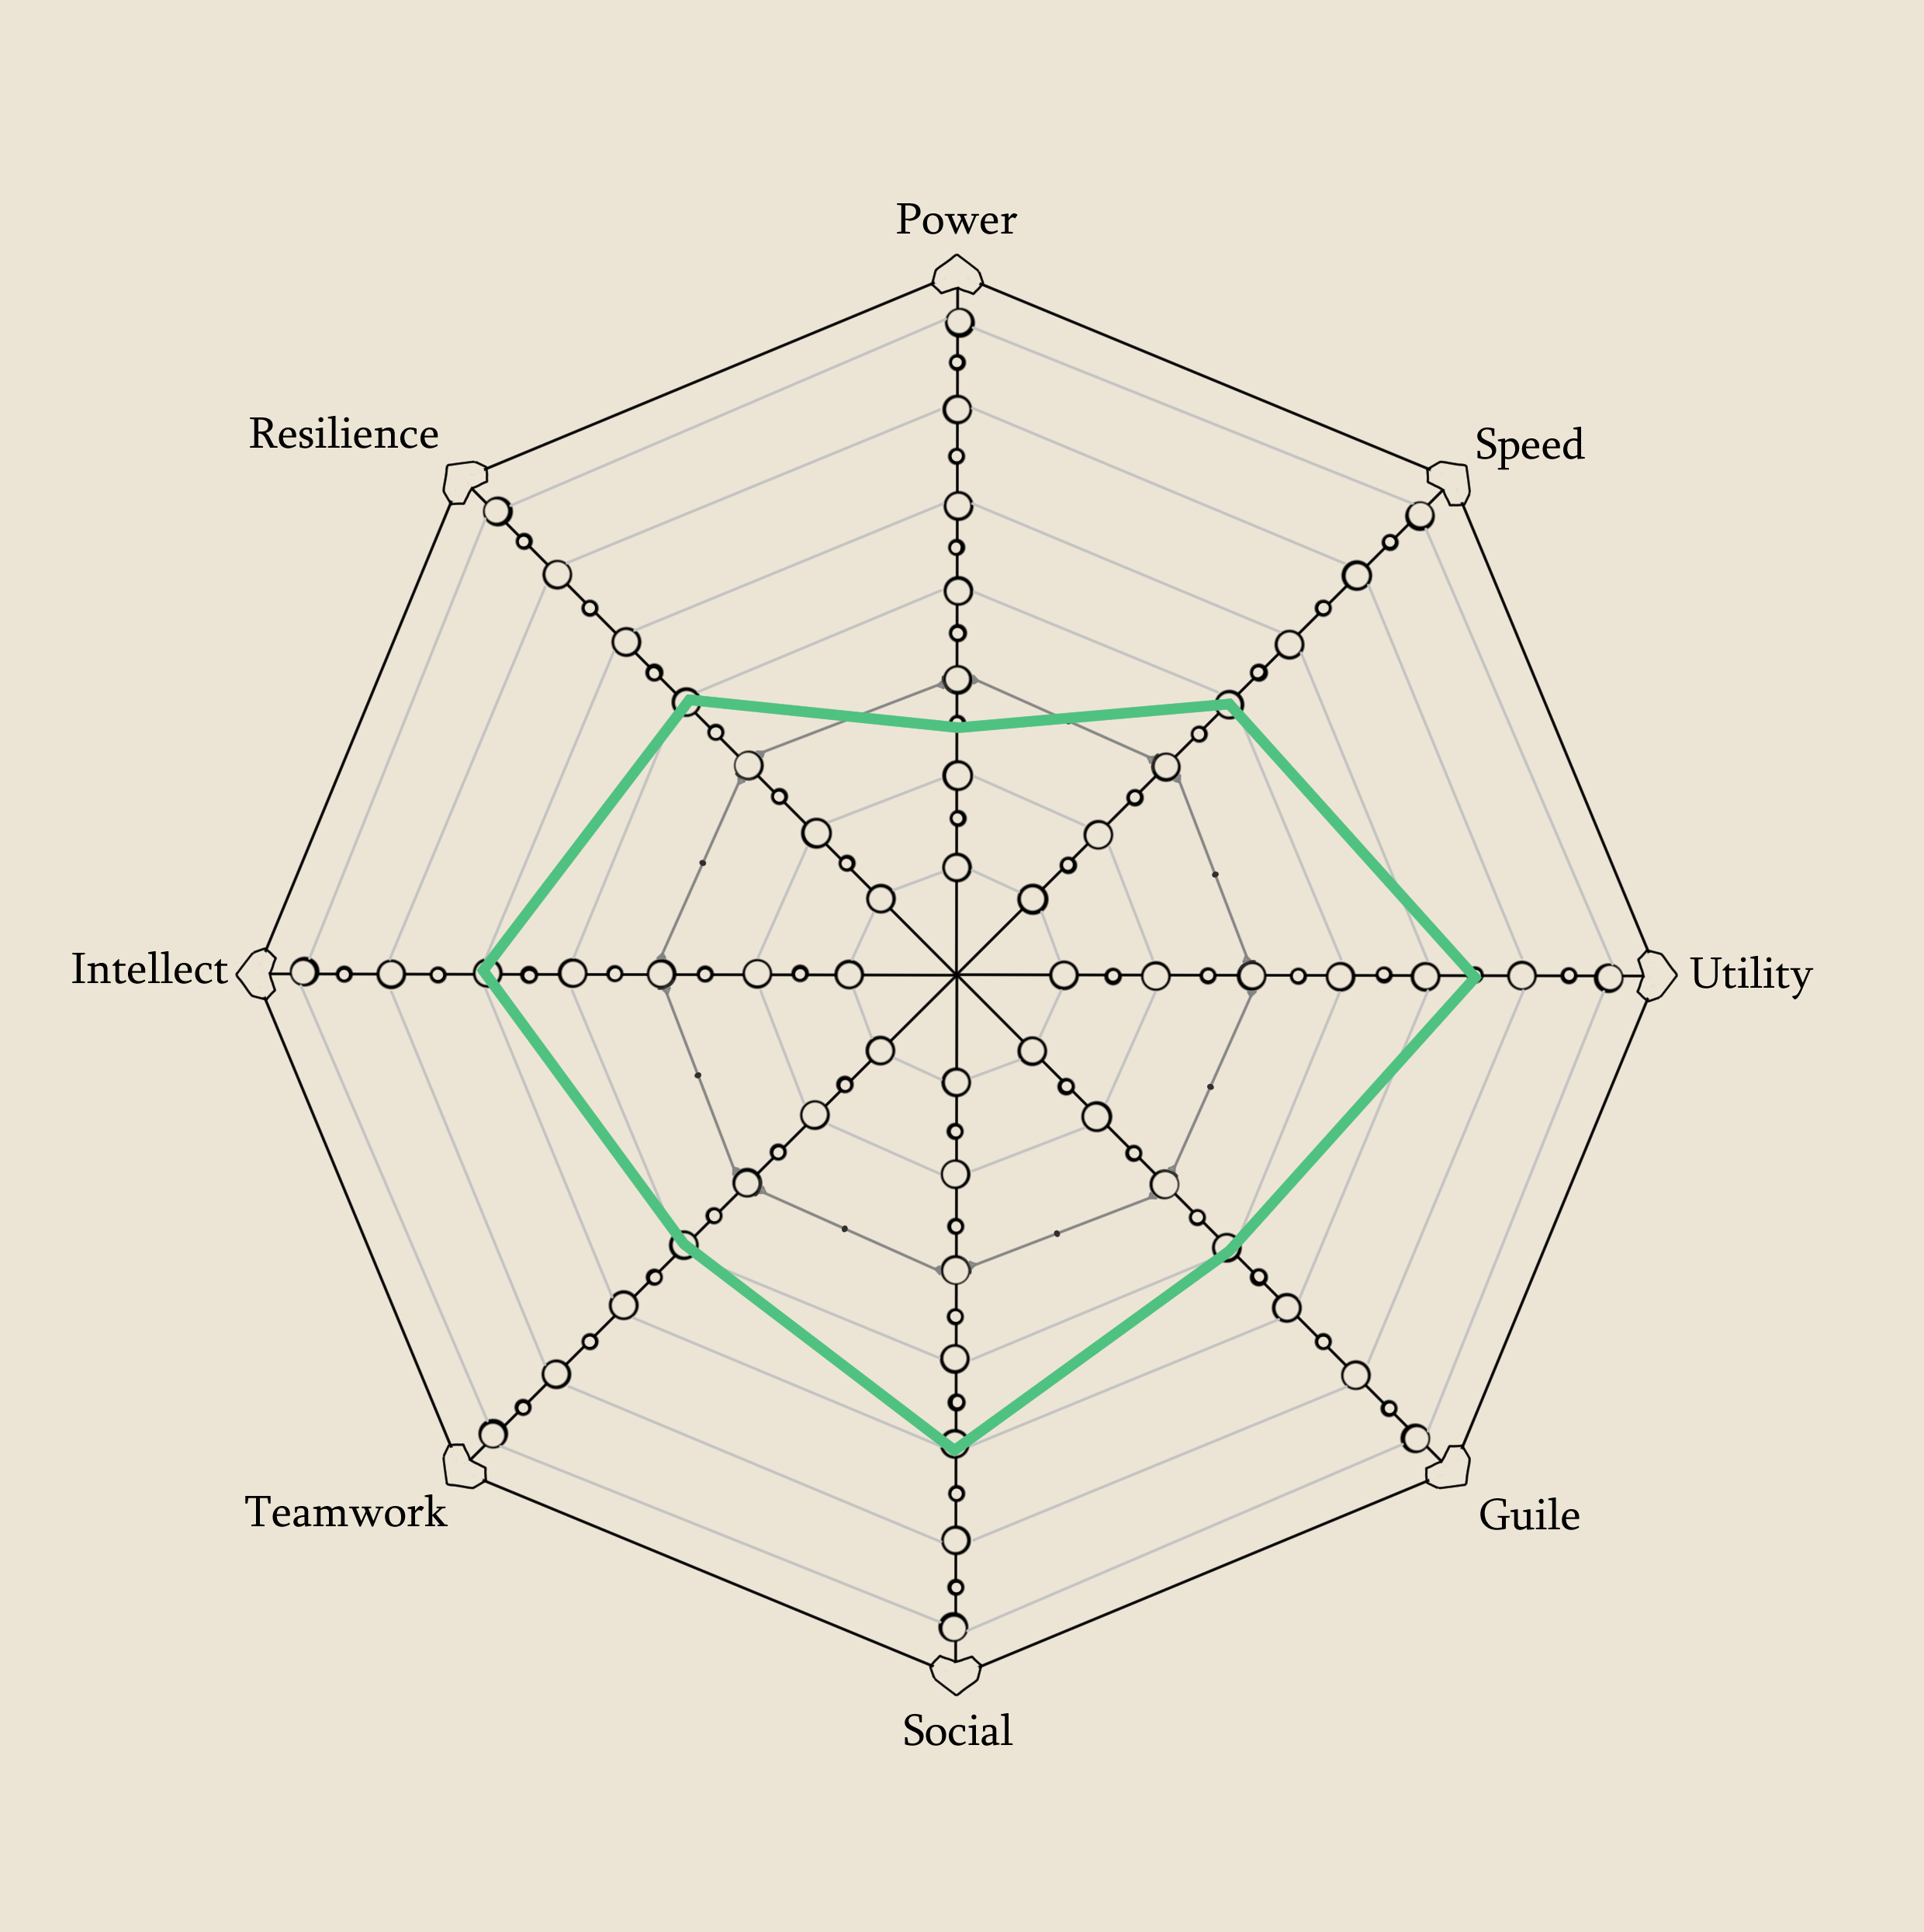 Power
Resilience
Speed
Intellect
Utility
Teamwork
Guile
Social